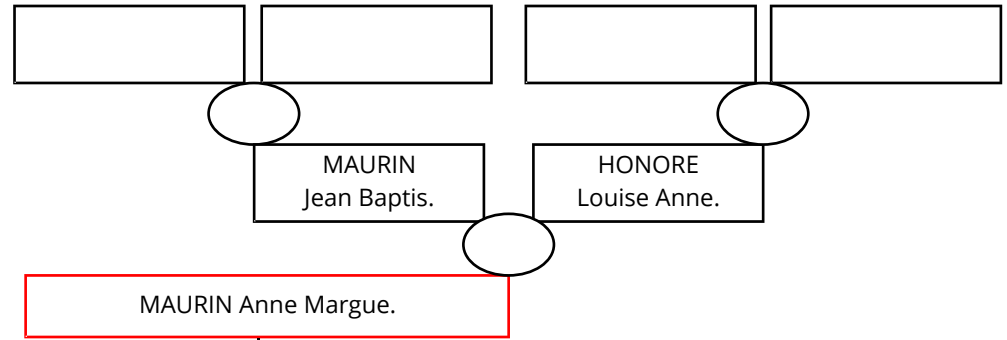 MAURIN
Jean Baptis.
HONORE
Louise Anne.
MAURIN Anne Margue.